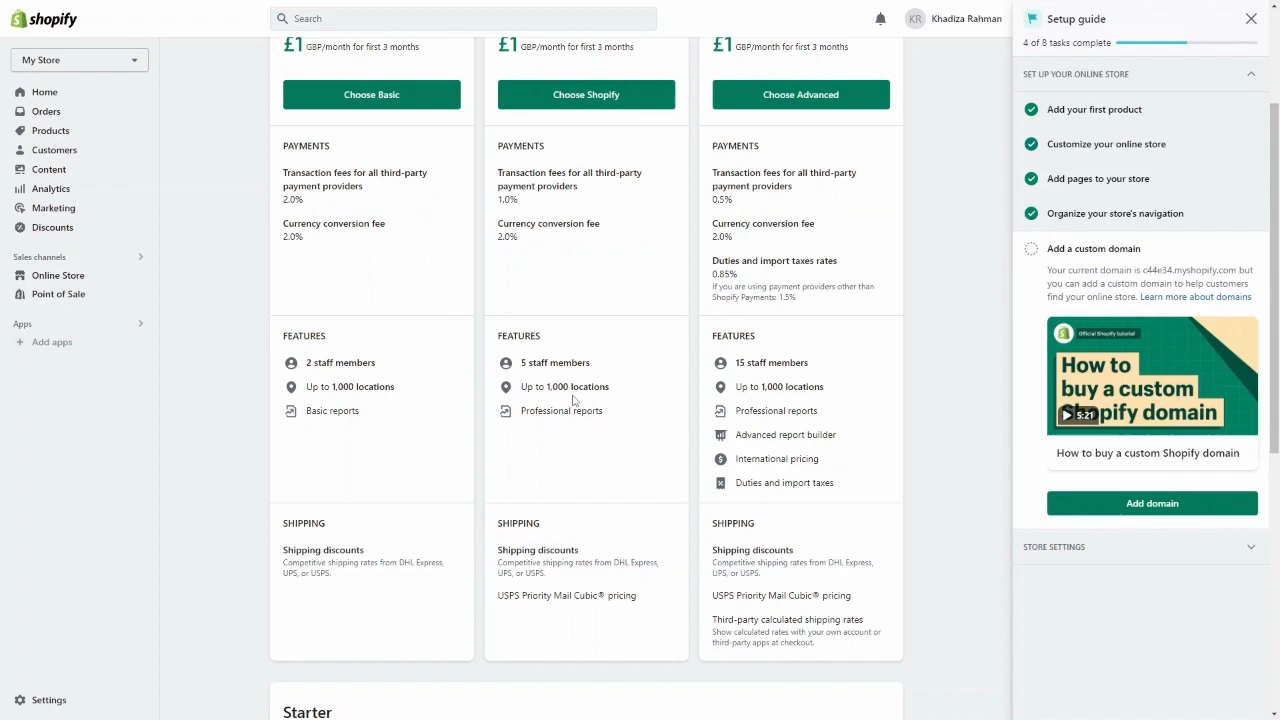 shopify
Search
KR
Khadiza Rahman
My Store
Home
Orders
Products
Customers
Content
Analytics
Marketing
Discounts
Sales channels
Online Store
Point of Sale
Apps
Add apps
Settings
£1 GBP/month for first 3 months
Choose Basic
PAYMENTS
Transaction fees for all third-party
payment providers
2.0%
Currency conversion fee
2.0%
FEATURES
2 staff members
Up to 1,000 locations
Basic reports
SHIPPING
Shipping discounts
Competitive shipping rates from DHL Express,
UPS, or USPS.
£1 GBP/month for first 3 months
Choose Shopify
PAYMENTS
Transaction fees for all third-party
payment providers
1.0%
Currency conversion fee
2.0%
FEATURES
5 staff members
Up to 1,000 locations
Professional reports
SHIPPING
Shipping discounts
Competitive shipping rates from DHL Express,
UPS, or USPS.
USPS Priority Mail Cubic® pricing
£1 GBP/month for first 3 months
Choose Advanced
PAYMENTS
Transaction fees for all third-party
payment providers
0.5%
Currency conversion fee
2.0%
Duties and import taxes rates
0.85%
If you are using payment providers other than
Shopify Payments: 1.5%
FEATURES
15 staff members
Up to 1,000 locations
Professional reports
Advanced report builder
International pricing
Duties and import taxes
SHIPPING
Shipping discounts
Competitive shipping rates from DHL Express,
UPS, or USPS.
USPS Priority Mail Cubic® pricing
Third-party calculated shipping rates
Show calculated rates with your own account or
third-party apps at checkout.
Starter
Setup guide
4 of 8 tasks complete
SET UP YOUR ONLINE STORE
Add your first product
Customize your online store
Add pages to your store
Organize your store's navigation
Add a custom domain
Your current domain is c44e34.myshopify.com but
you can add a custom domain to help customers
find your online store. Learn more about domains
Official Shopify tutorial
How to
buy a custom
Shopify domain
5:21
How to buy a custom Shopify domain
Add domain
STORE SETTINGS